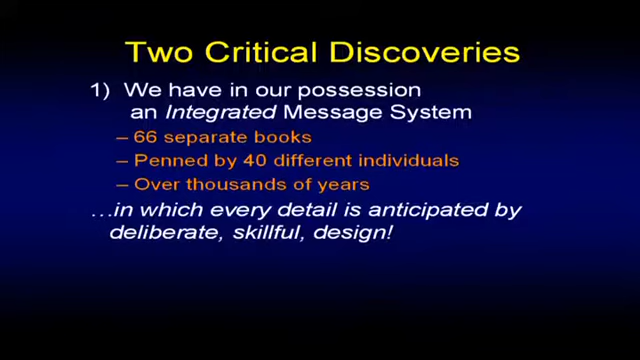 Two Critical Discoveries
1) We have in our possession
an Integrated Message System
– 66 separate books
– Penned by 40 different individuals
– Over thousands of years
…in which every detail is anticipated by
deliberate, skillful, design!